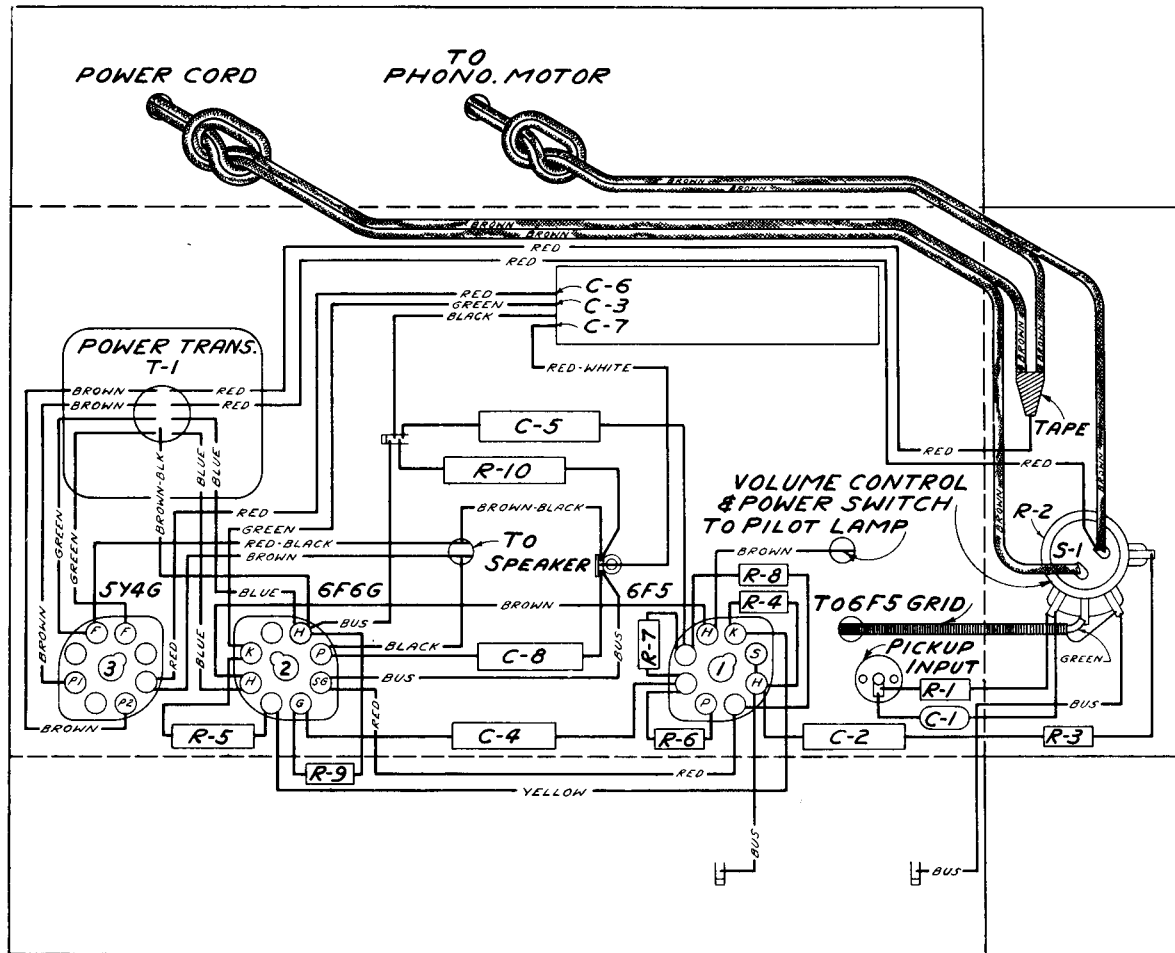 POWER CORD
TO
PHONO. MOTOR
BROWN
BROWN
BROWN
BROWN
RED
RED
RED
GREEN
BLACK
C-6
C-3
C-7
RED-WHITE
BROWN
BROWN
TAPE
POWER TRANS.
T-1
BROWN
BROWN
RED
RED
BLUE
BLUE
BROWN-BLK
GREEN
GREEN
C-5
R-10
RED
RED
VOLUME CONTROL
& POWER SWITCH
TO PILOT LAMP
R-2
S-1
BROWN
RED
GREEN
RED-BLACK
BROWN
BROWN-BLACK
TO
SPEAKER
BROWN
R-8
R-4
R-7
5Y4G
6F6G
6F5
BLUE
BUS
BROWN
BLACK
BUS
BUS
C-8
TO 6F5 GRID
GREEN
PICKUP
INPUT
R-1
C-1
BUS
BROWN
RED
BLUE
F
F
3
P1
P2
BROWN
H
K
2
P
H
SG
G
RED
H
K
1
S
H
P
R-5
R-9
C-4
R-6
C-2
R-3
RED
YELLOW
BUS
BUS